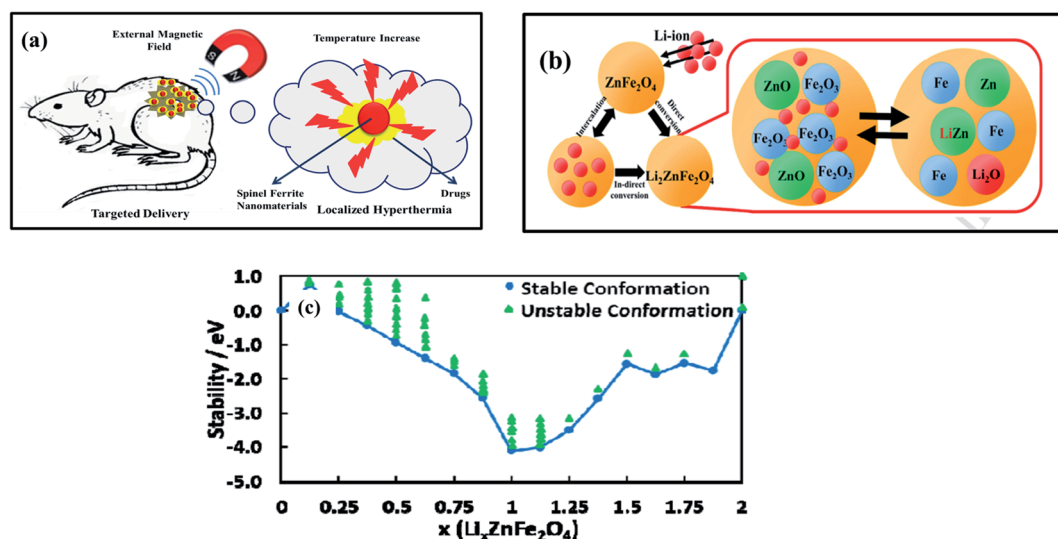 (a)
External Magnetic
Field
S
N
Temperature Increase
Spinel Ferrite
Nanomaterials
Drugs
Targeted Delivery
Localized Hyperthermia
(b)
Li-ion
ZnFe₂O₄
Intercalation
Direct
conversion
In-direct
conversion
Li₂ZnFe₂O₄
ZnO
Fe₂O₃
Fe₂O₃
Fe₂O₃
ZnO
Fe₂O₃
Fe
Zn
LiZn
Fe
Fe
Li₂O
(c)
Stable Conformation
Unstable Conformation
Stability / eV
1.0
0.0
-1.0
-2.0
-3.0
-4.0
-5.0
0 0.25 0.5 0.75 1 1.25 1.5 1.75 2
x (LiₓZnFe₂O₄)